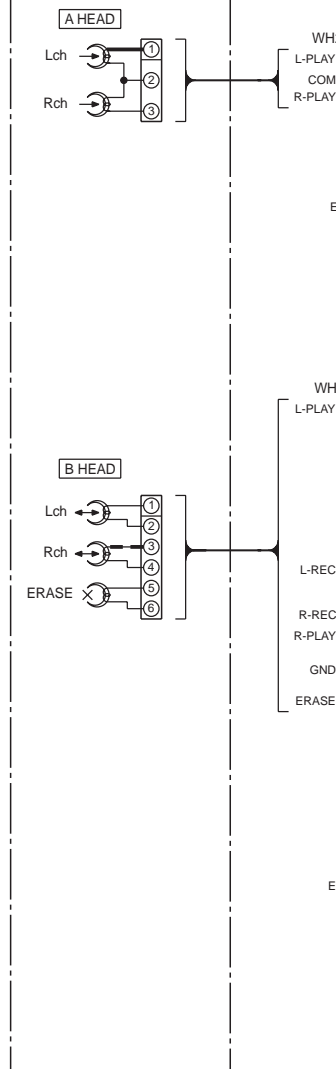 A HEAD
Lch
Rch
1
2
3
WH
L-PLAY
COM
R-PLAY
E
WH
L-PLAY
B HEAD
Lch
Rch
ERASE
1
2
3
4
5
6
L-REC
R-REC
R-PLAY
GND
ERASE
E